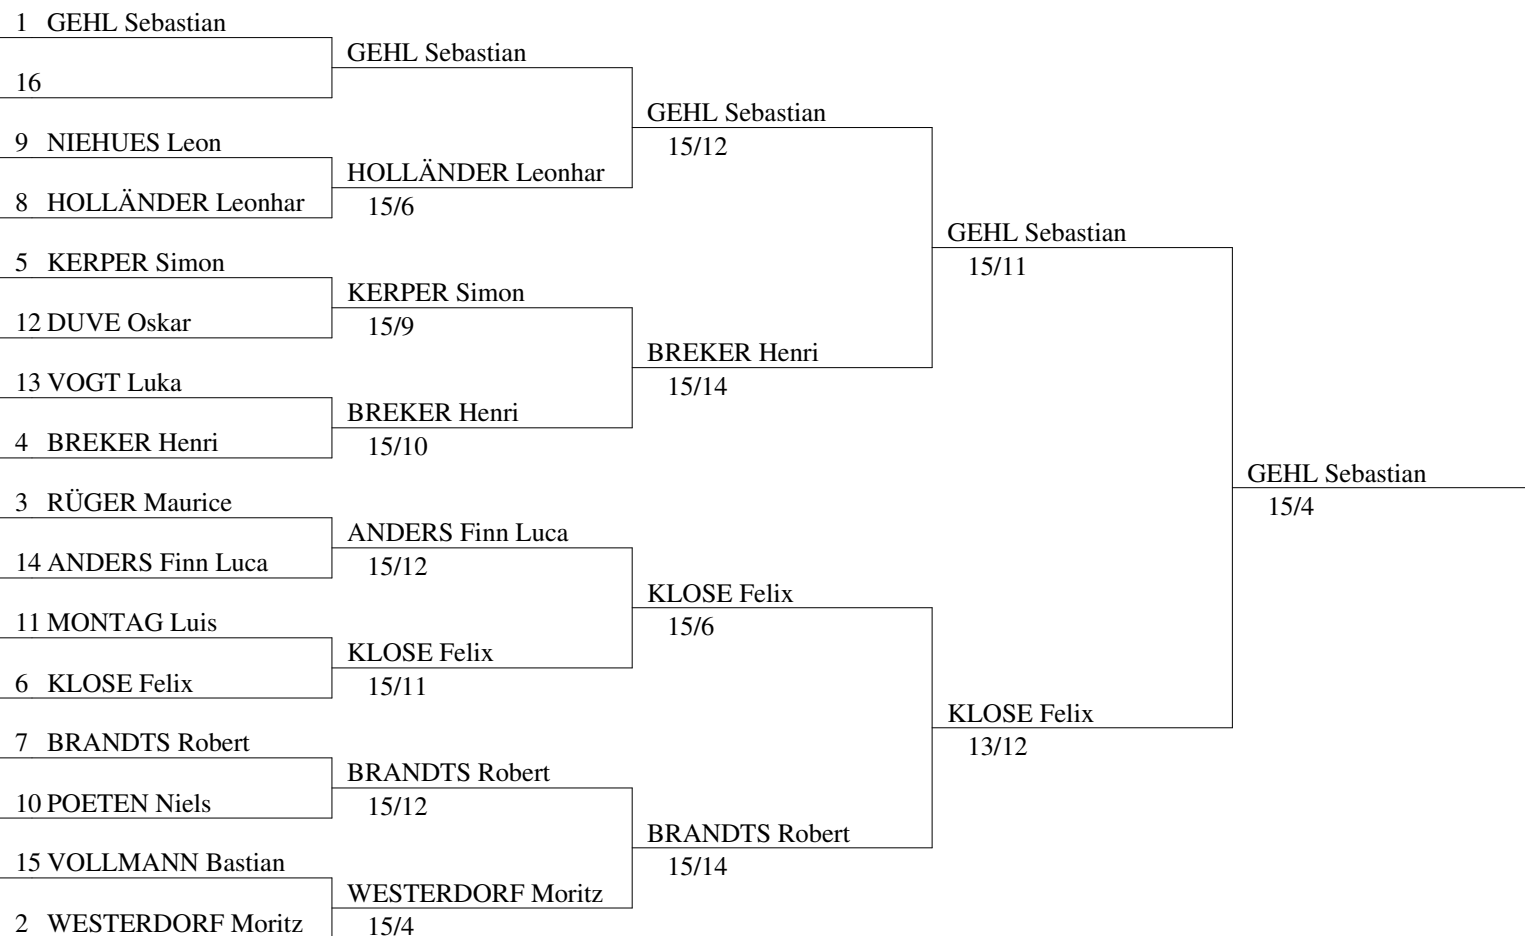 1 GEHL Sebastian
16
9 NIEHUES Leon
8 HOLLÄNDER Leonhar
5 KERPER Simon
12 DUVE Oskar
13 VOGT Luka
4 BREKER Henri
3 RÜGER Maurice
14 ANDERS Finn Luca
11 MONTAG Luis
6 KLOSE Felix
7 BRANDTS Robert
10 POETEN Niels
15 VOLLMANN Bastian
2 WESTERDORF Moritz
GEHL Sebastian
HOLLÄNDER Leonhar
15/6
KERPER Simon
15/9
BREKER Henri
15/10
ANDERS Finn Luca
15/12
KLOSE Felix
15/11
BRANDTS Robert
15/12
WESTERDORF Moritz
15/4
GEHL Sebastian
15/12
BREKER Henri
15/14
KLOSE Felix
15/6
BRANDTS Robert
15/14
GEHL Sebastian
15/11
KLOSE Felix
13/12
GEHL Sebastian
15/4